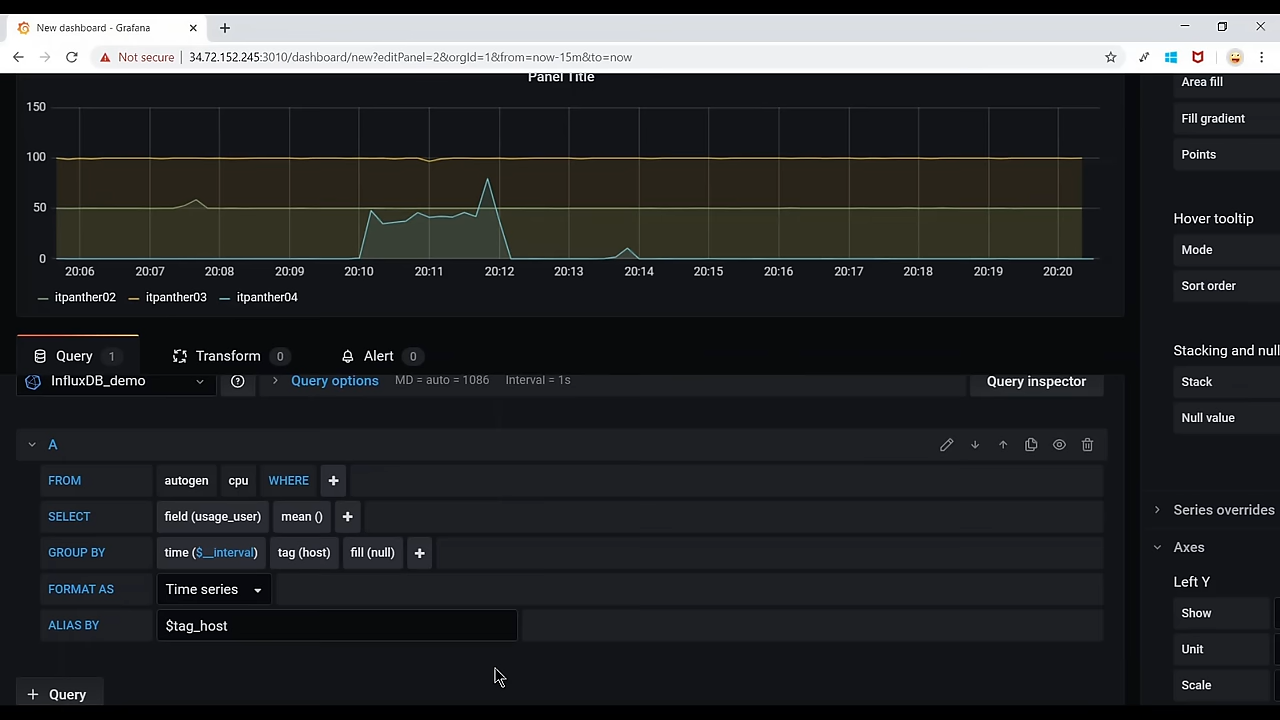 New dashboard - Grafana
Not secure 34.72.152.245:3010/dashboard/new?editPanel=2&orgId=1&from=now-15m&to=now
Panel Title
150
100
50
0
20:06 20:07 20:08 20:09 20:10 20:11 20:12 20:13 20:14 20:15 20:16 20:17 20:18 20:19 20:20
itpanther02 itpanther03 itpanther04
Query 1 Transform 0 Alert 0
InfluxDB_demo Query options MD = auto = 1086 Interval = 1s Query inspector
A
FROM autogen cpu WHERE +
SELECT field (usage_user) mean () +
GROUP BY time ($__interval) tag (host) fill (null) +
FORMAT AS Time series
ALIAS BY $tag_host
+ Query
Area fill
Fill gradient
Points
Hover tooltip
Mode
Sort order
Stacking and null
Stack
Null value
Series overrides
Axes
Left Y
Show
Unit
Scale